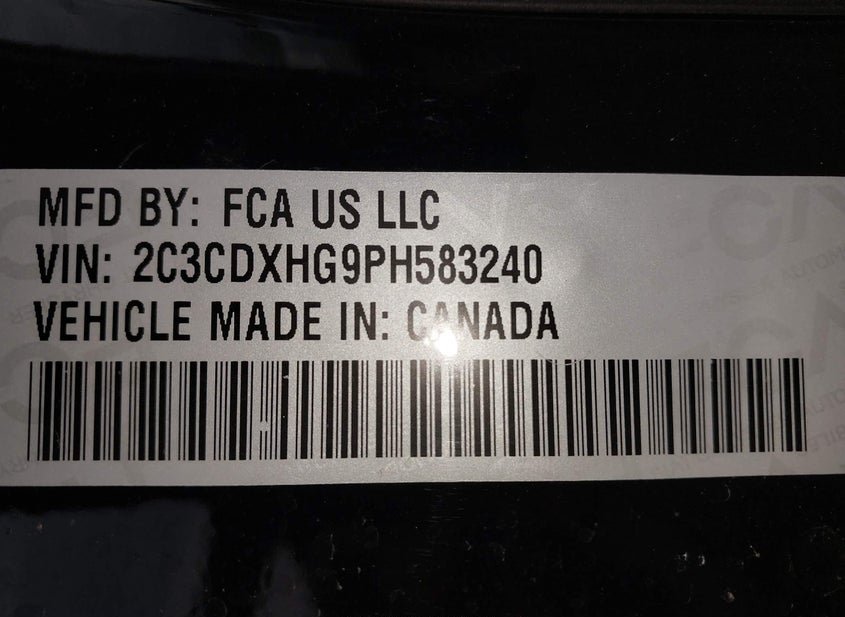 MFD BY: FCA US LLC
VIN: 2C3CDXHG9PH583240
VEHICLE MADE IN: CANADA